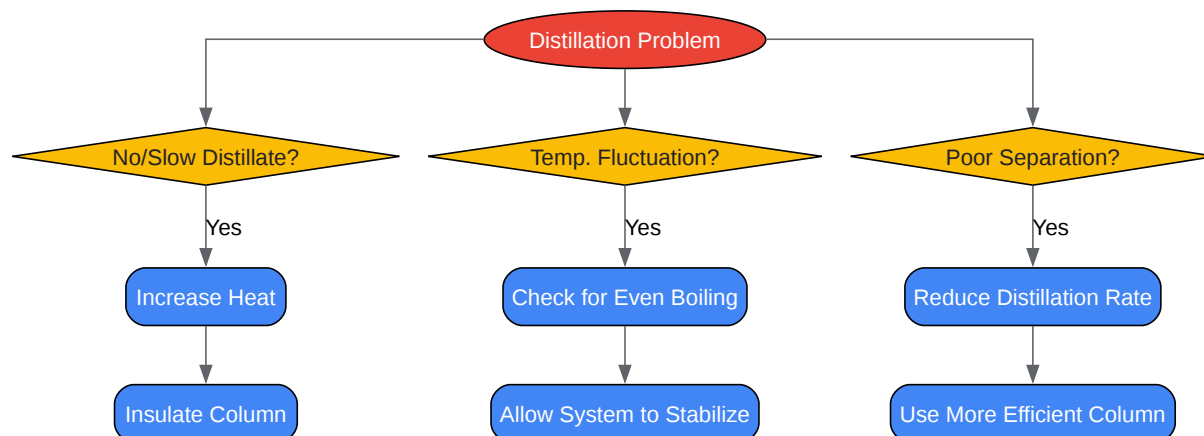 Distillation Problem
No/Slow Distillate?
Temp. Fluctuation?
Poor Separation?
Yes
Yes
Yes
Increase Heat
Check for Even Boiling
Reduce Distillation Rate
Insulate Column
Allow System to Stabilize
Use More Efficient Column